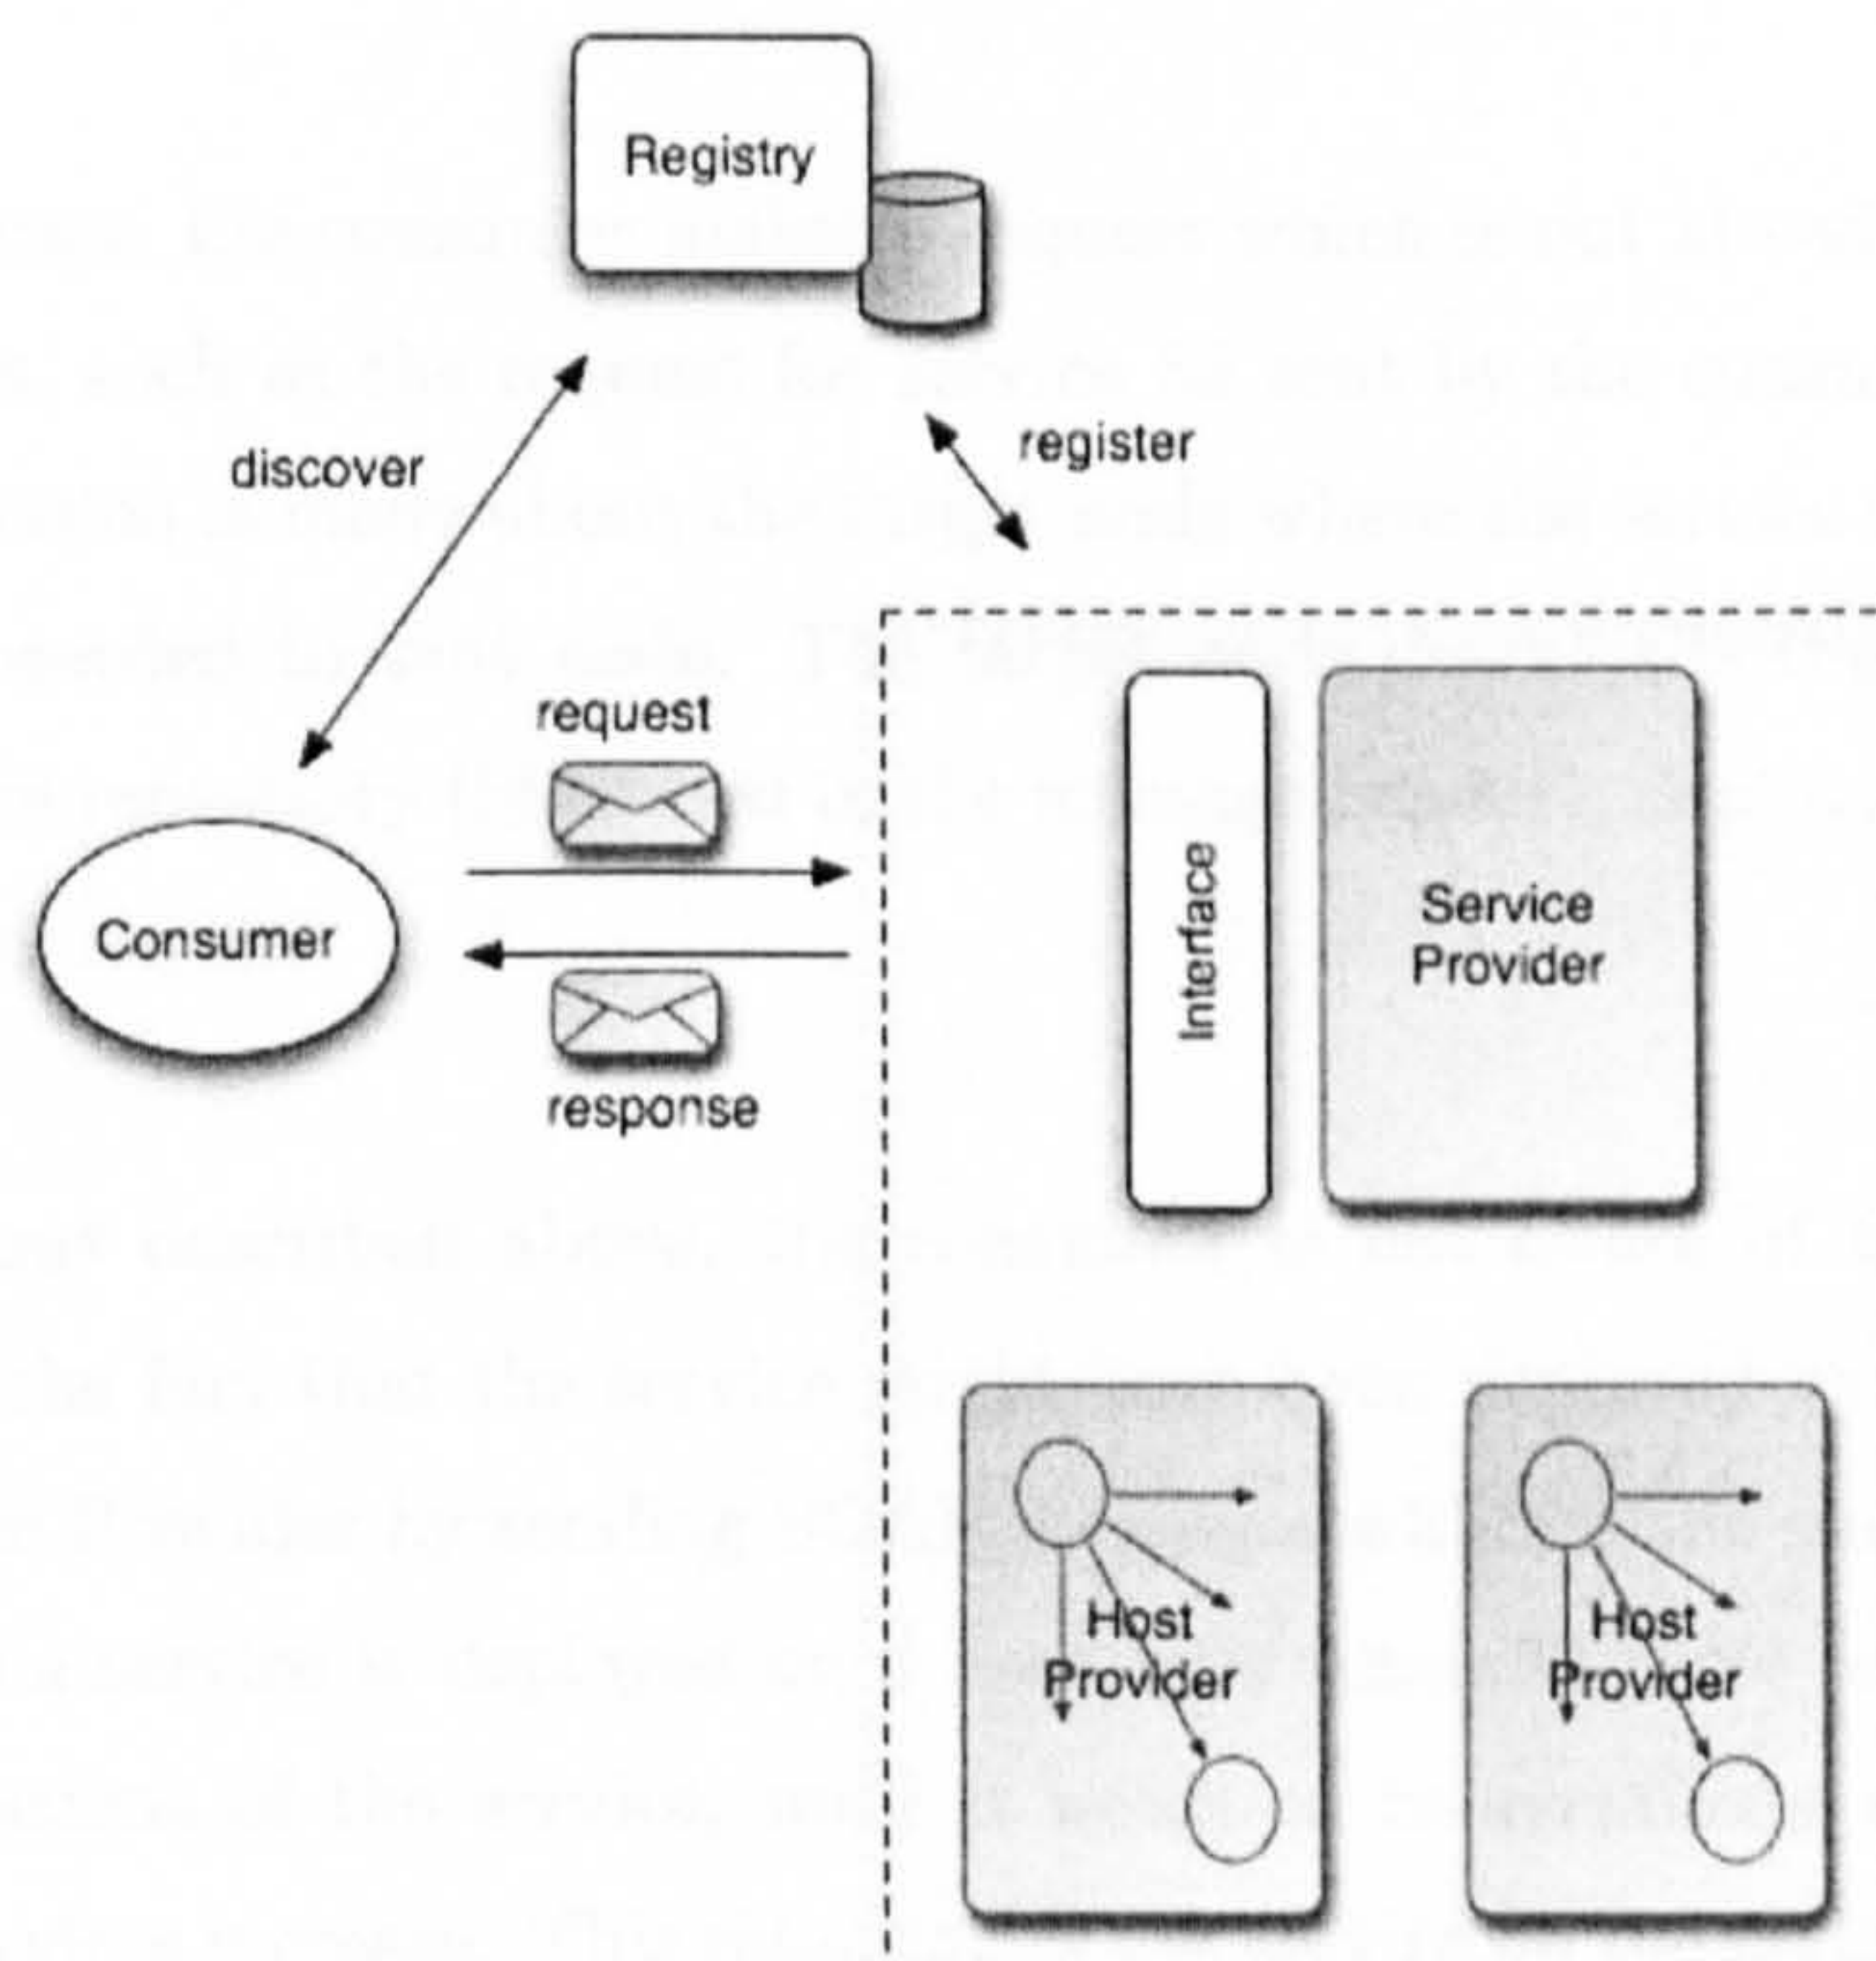 Registry
discover
register
request
Consumer
response
Interface
Service
Provider
Host
Provider
Host
Provider